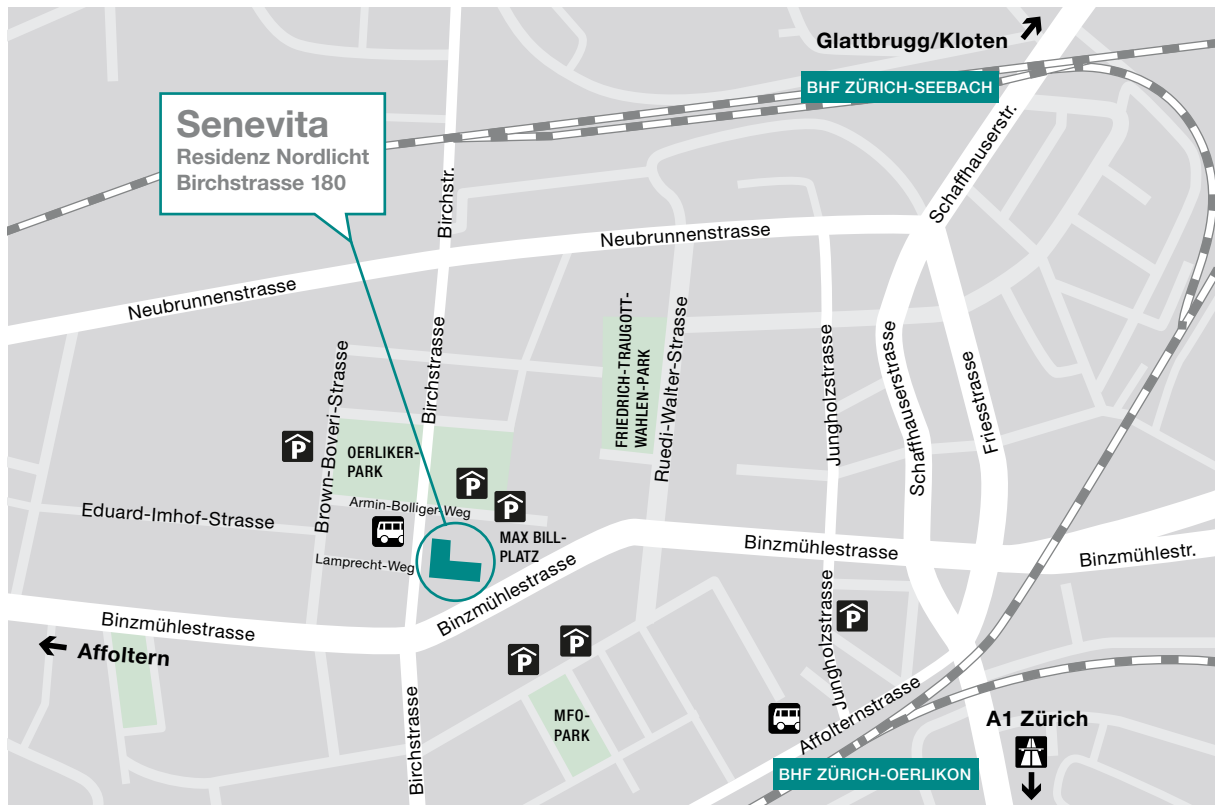 Glattbrugg/Kloten
BHF ZÜRICH-SEEBACH
Senevita
Residenz Nordlicht
Birchstrasse 180
Birchstr.
Schaffhauserstr.
Neubrunnenstrasse
Neubrunnenstrasse
Birchstrasse
Brown-Boveri-Strasse
FRIEDRICH-TRAUGOTT-
WAHLEN-PARK
Ruedi-Walter-Strasse
Jungholzstrasse
Schaffhauserstrasse
Friesstrasse
P
OERLIKER-
PARK
P
P
Armin-Bolliger-Weg
Eduard-Imhof-Strasse
MAX BILL-
PLATZ
Lamprecht-Weg
Binzmühlestrasse
Binzmühlestr.
Binzmühlestrasse
Binzmühlestrasse
Affoltern
P
P
P
Jungholzstrasse
Birchstrasse
MFO-
PARK
Affolternstrasse
A1 Zürich
BHF ZÜRICH-OERLIKON